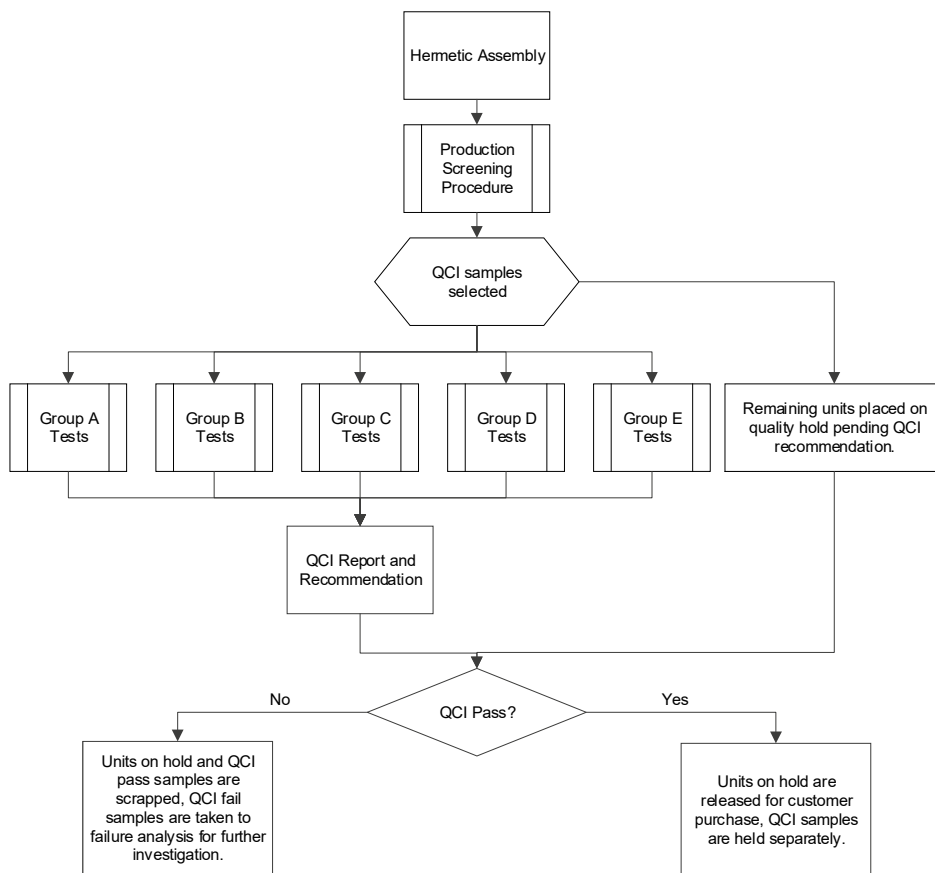 Hermetic Assembly
Production
Screening
Procedure
QCI samples
selected
Group A
Tests
Group B
Tests
Group C
Tests
Group D
Tests
Group E
Tests
Remaining units placed on
quality hold pending QCI
recommendation.
QCI Report and
Recommendation
QCI Pass?
No
Yes
Units on hold and QCI
pass samples are
scrapped, QCI fail
samples are taken to
failure analysis for further
investigation.
Units on hold are
released for customer
purchase, QCI samples
are held separately.